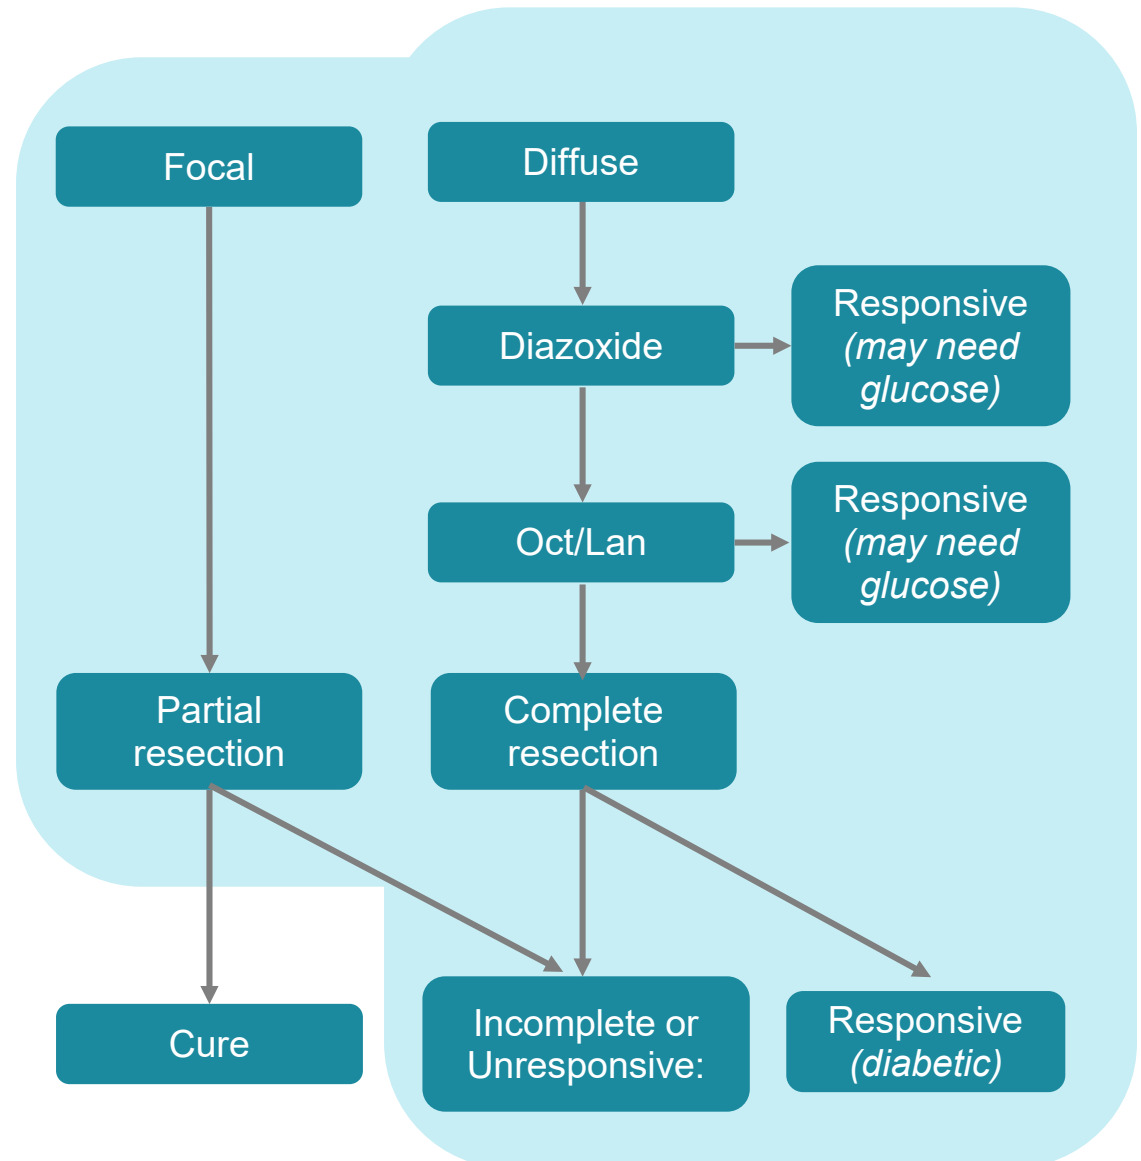 Focal
Diffuse
Diazoxide
Responsive
(may need
glucose)
Oct/Lan
Responsive
(may need
glucose)
Partial
resection
Complete
resection
Cure
Incomplete or
Unresponsive:
Responsive
(diabetic)